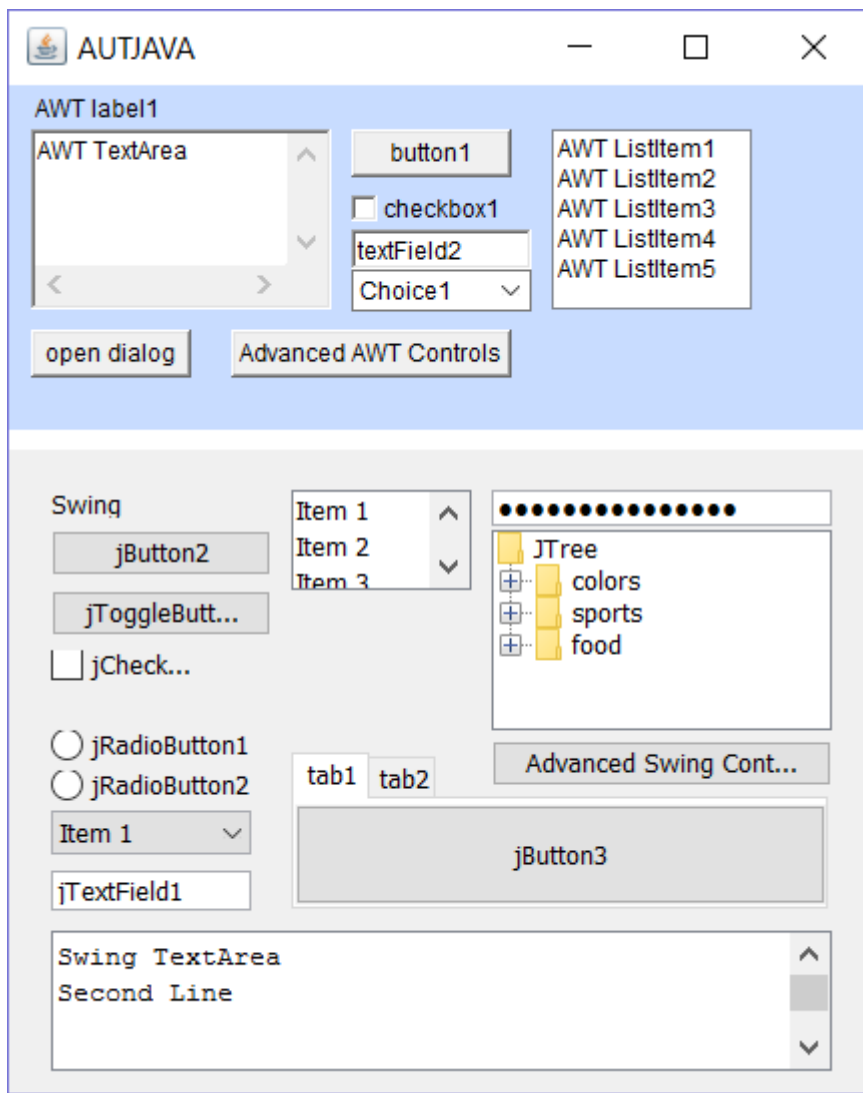 AUTJAVA
AWT label1
AWT TextArea
button1
checkbox1
textField2
Choice1
AWT ListItem1
AWT ListItem2
AWT ListItem3
AWT ListItem4
AWT ListItem5
open dialog
Advanced AWT Controls
Swing
jButton2
jToggleButt...
jCheck...
Item 1
Item 2
Item 3
●●●●●●●●●●●●●●●
JTree
colors
sports
food
Advanced Swing Cont...
jRadioButton1
jRadioButton2
Item 1
jTextField1
tab1
tab2
jButton3
Swing TextArea
Second Line